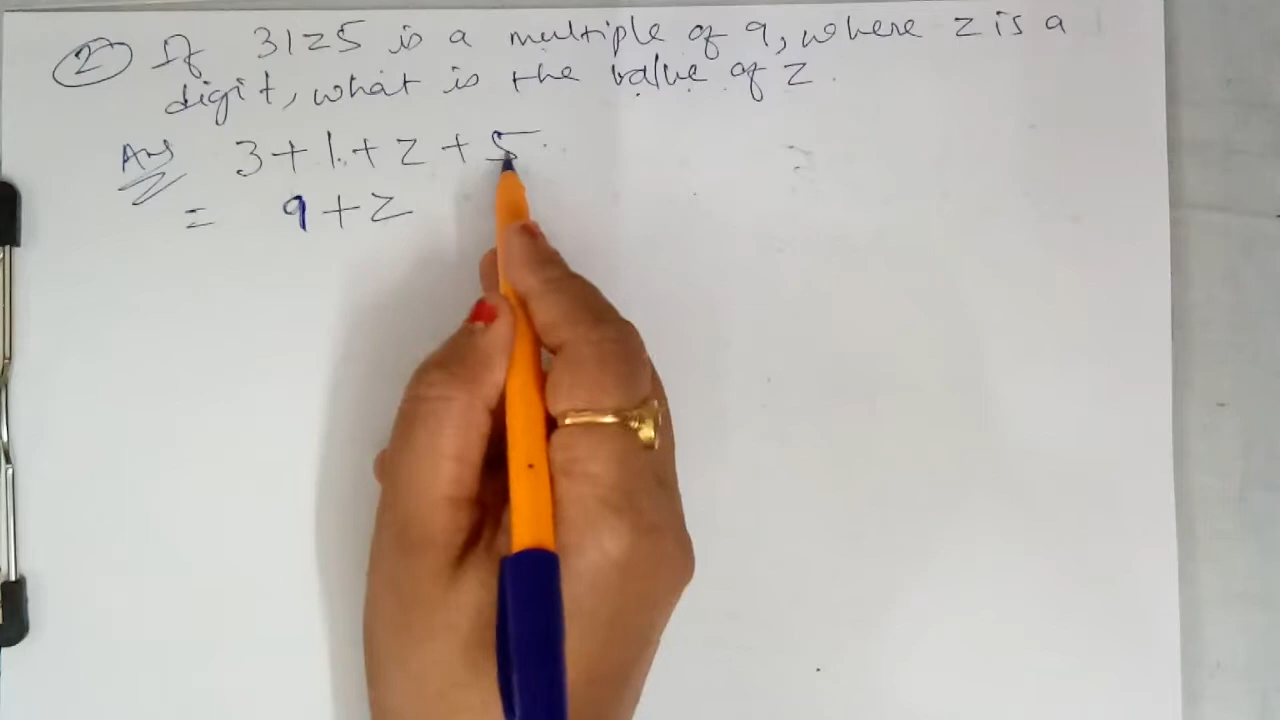 2 If 31z5 is a multiple of 9, where z is a
digit, what is the value of z.
Ans 3+1+z+5
= 9+z